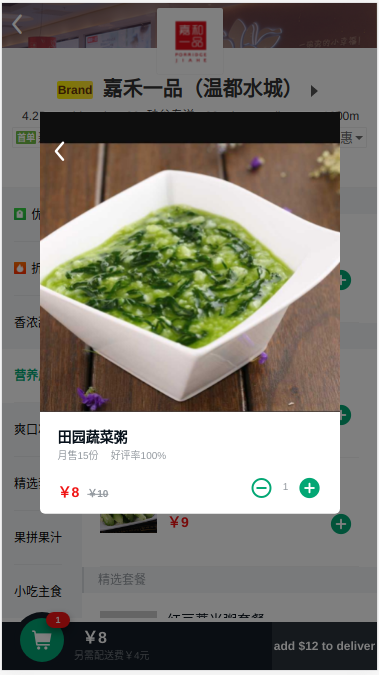 嘉和
一品
Brand 嘉禾一品（温都水城）
4.2
首单
惠
优
折
香浓
营养
爽口
精选
果拼果汁
小吃主食
田园蔬菜粥
月售15份 好评率100%
￥8 ￥10
1
￥9
精选套餐
1
￥8
另需配送费￥4元
add $12 to deliver